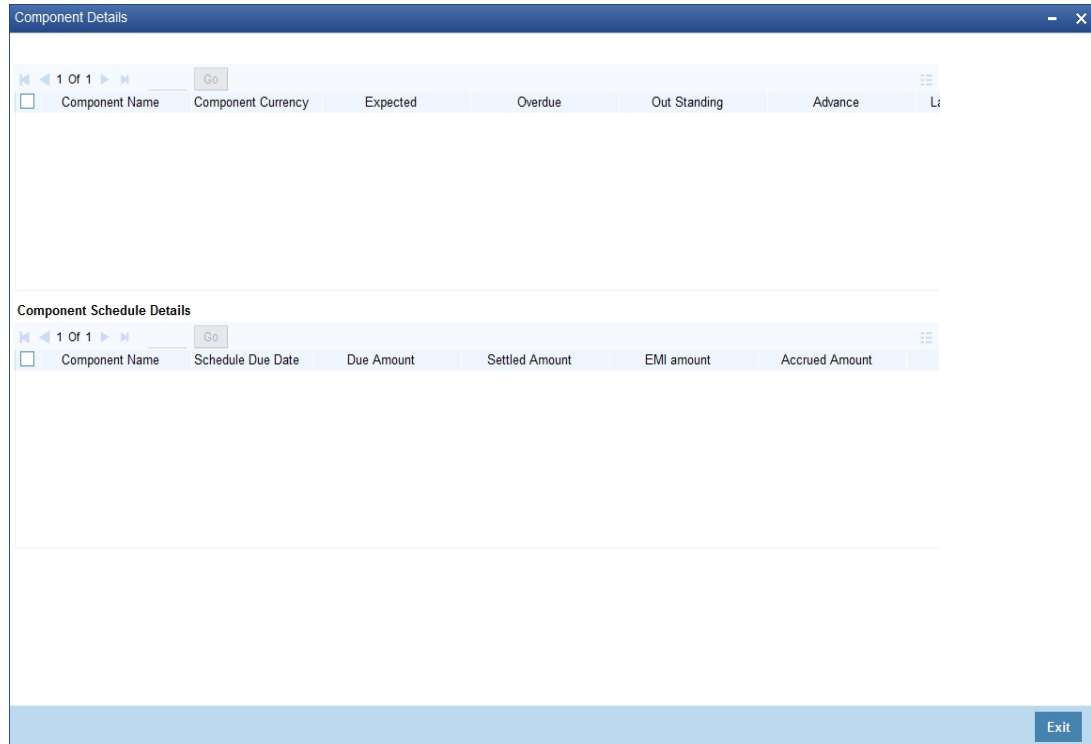 Component Details
1 Of 1 Go
Component Name Component Currency Expected Overdue Out Standing Advance
Component Schedule Details
1 Of 1 Go
Component Name Schedule Due Date Due Amount Settled Amount EMI amount Accrued Amount
Exit